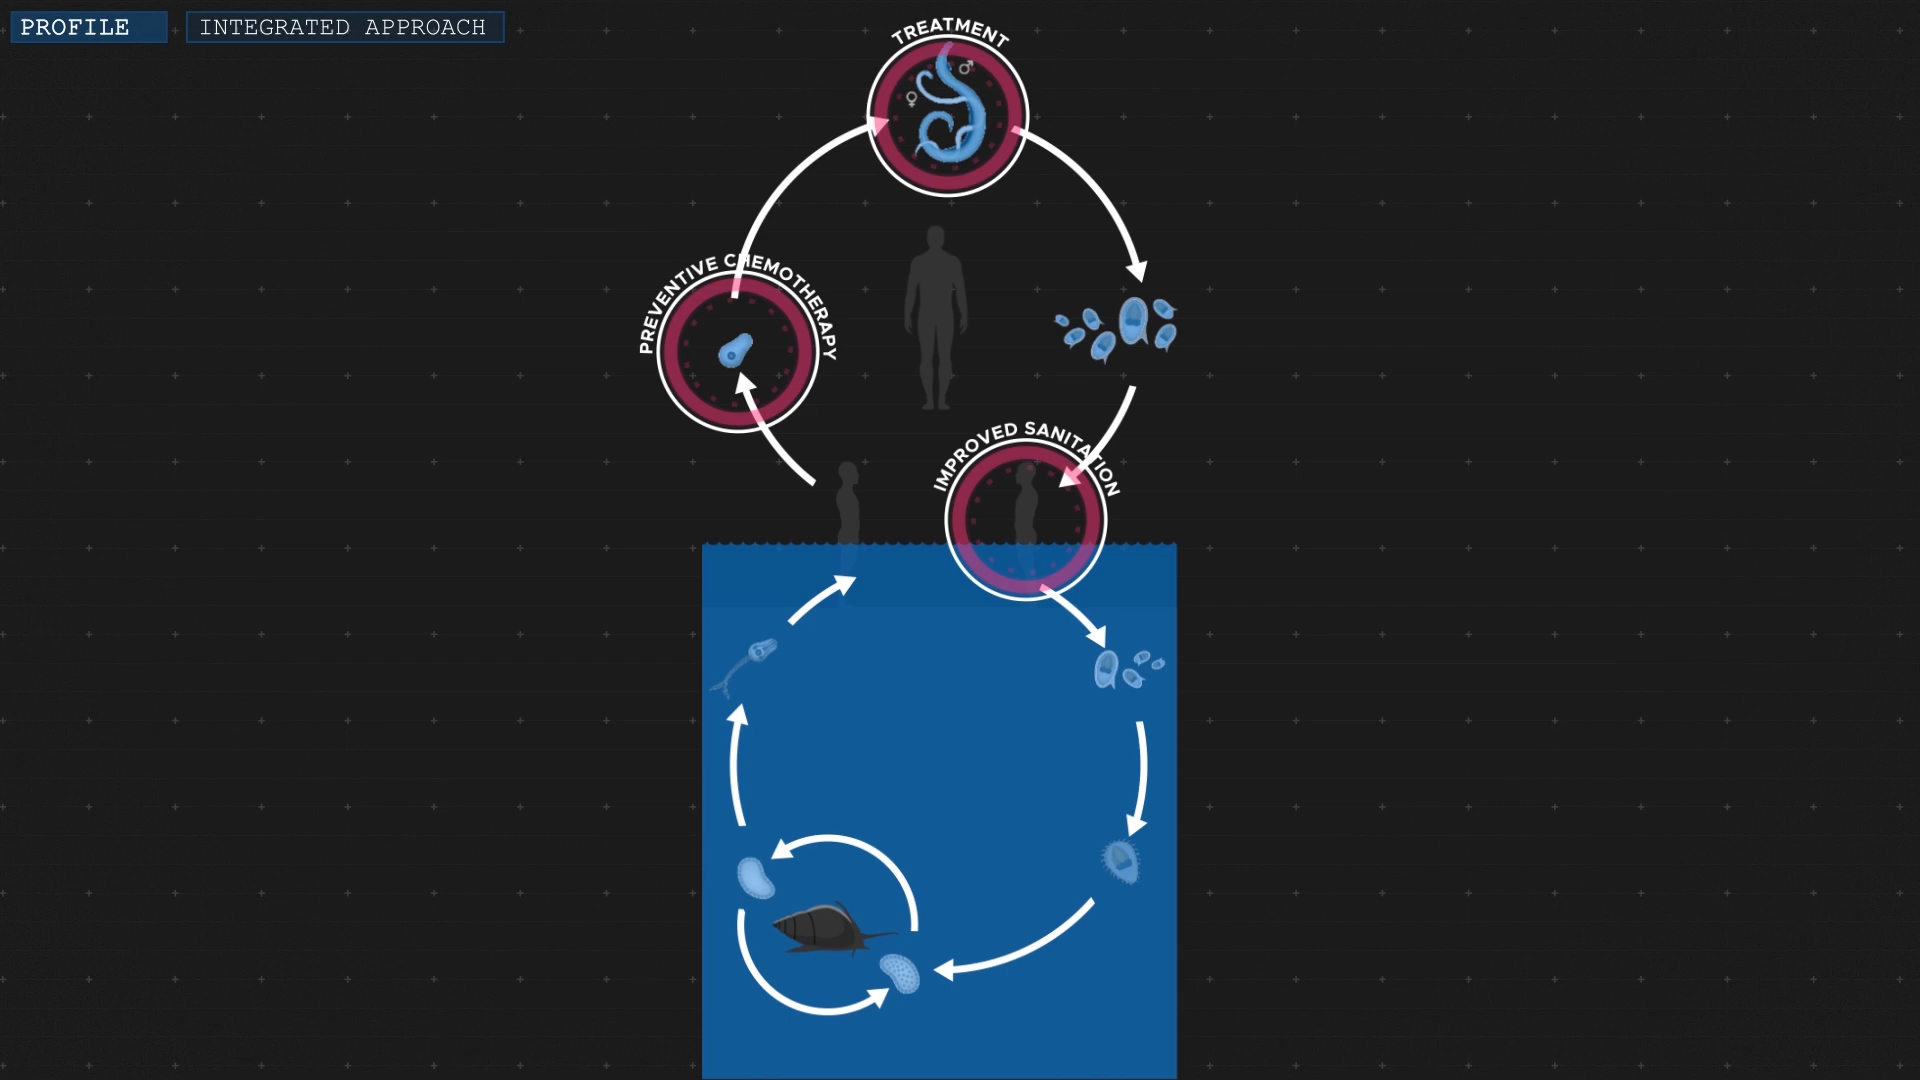 PROFILE
INTEGRATED APPROACH
TREATMENT
PREVENTIVE CHEMOTHERAPY
IMPROVED SANITATION